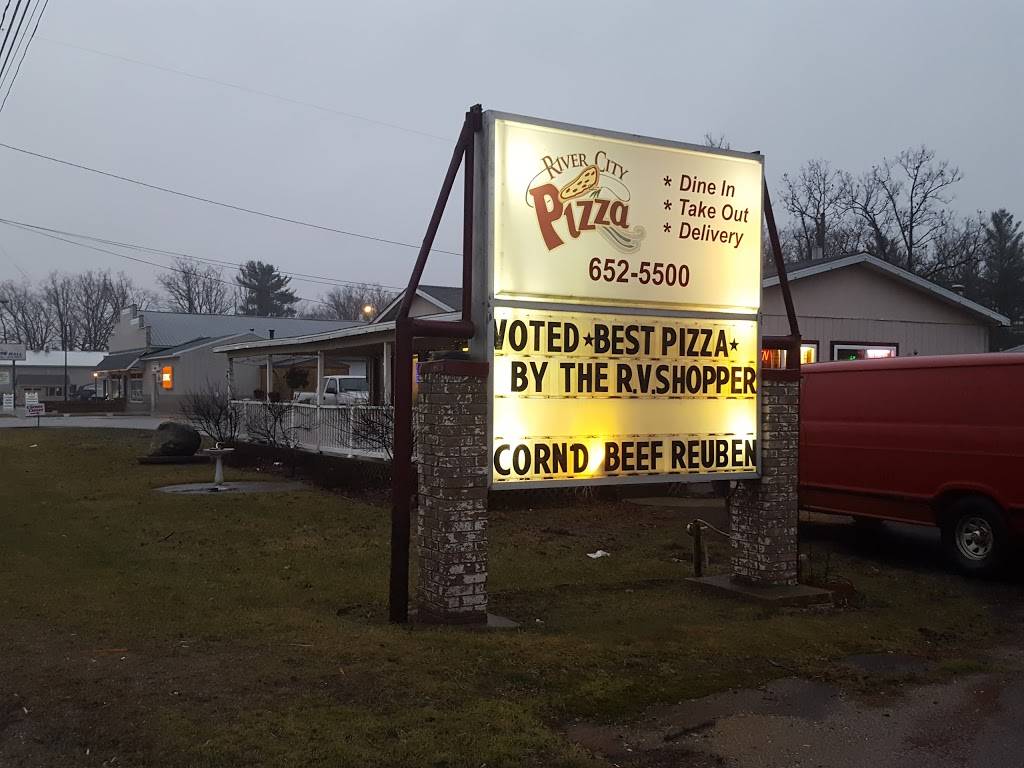 RIVER CITY
PIZZA
* Dine In
* Take Out
* Delivery
652-5500
VOTED ★ BEST PIZZA ★
BY THE R.V. SHOPPER
CORND BEEF REUBEN